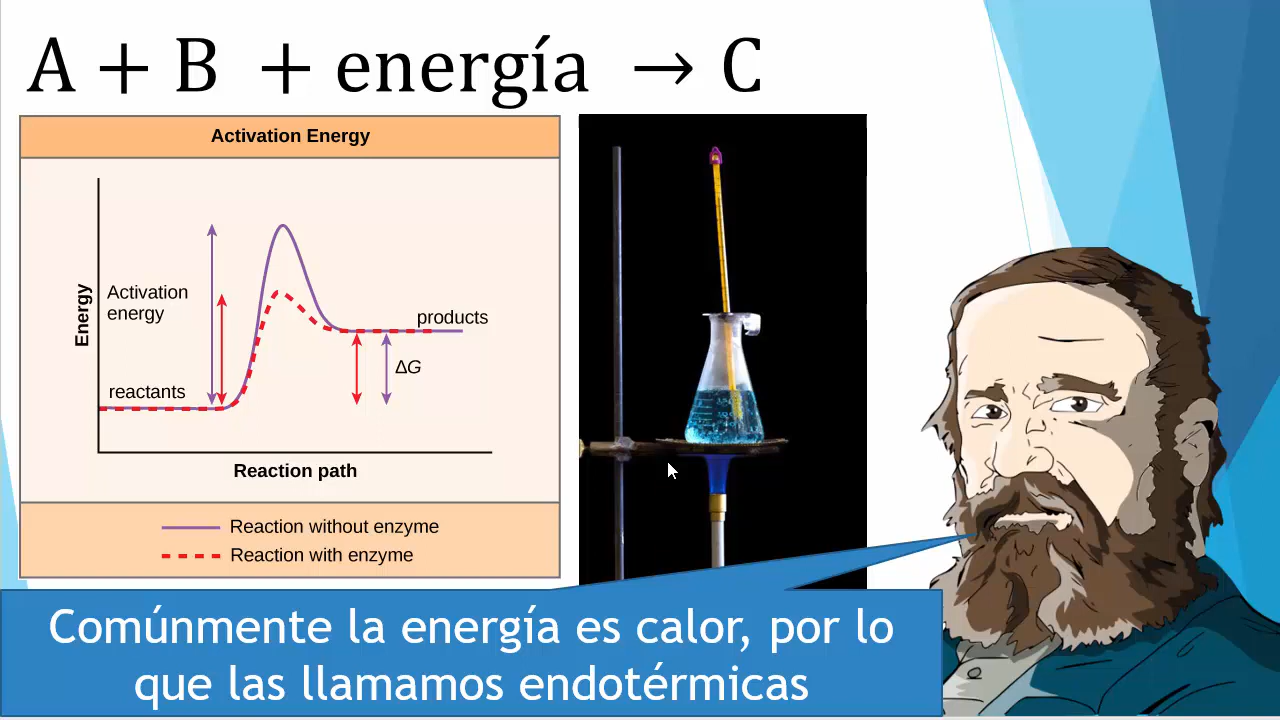 A + B + energía → C
Activation Energy
Energy
Activation
energy
products
ΔG
reactants
Reaction path
Reaction without enzyme
Reaction with enzyme
Comúnmente la energía es calor, por lo
que las llamamos endotérmicas